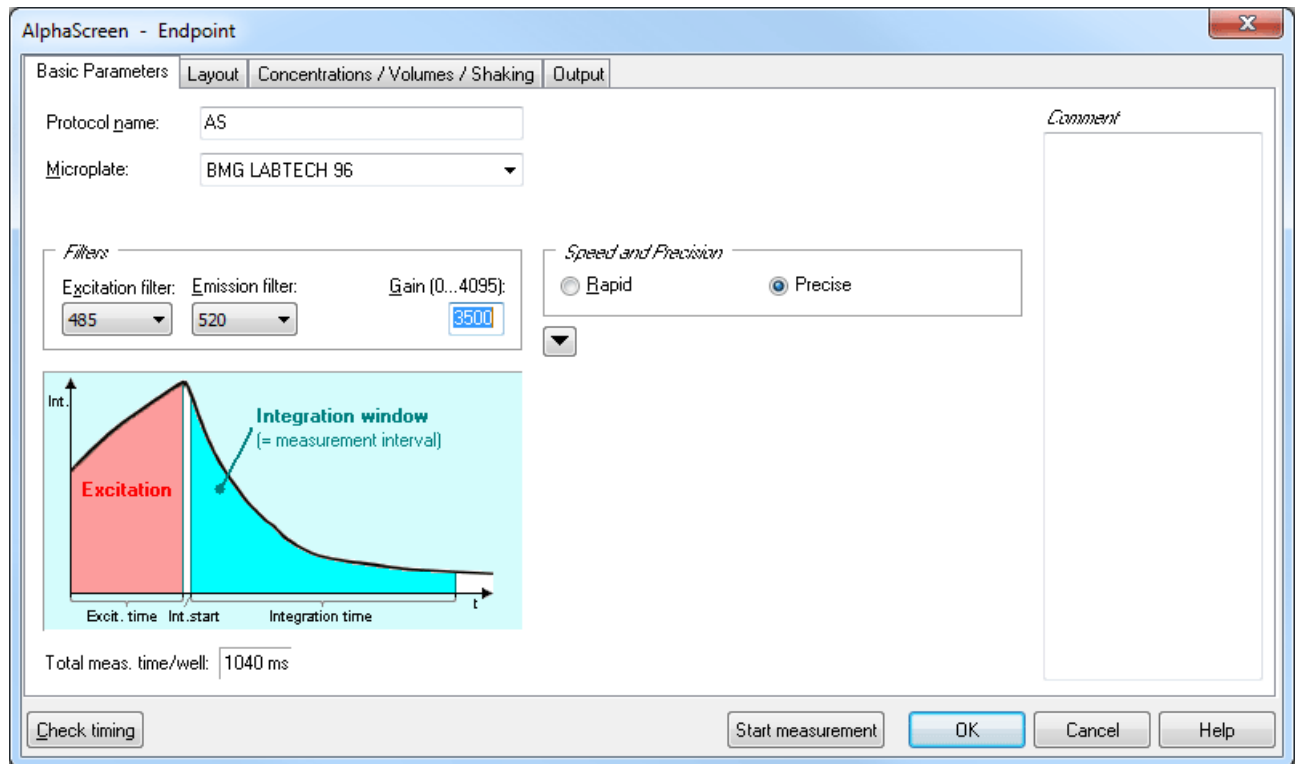 AlphaScreen - Endpoint
X
Basic Parameters Layout Concentrations / Volumes / Shaking Output
Protocol name: AS
Comment
Microplate: BMG LABTECH 96
Filters
Speed and Precision
Excitation filter: Emission filter: Gain (0...4095):
Rapid Precise
485 520 3500
Int.
Integration window
(= measurement interval)
Excitation
t
Excit. time Int.start Integration time
Total meas. time/well: 1040 ms
Check timing Start measurement OK Cancel Help